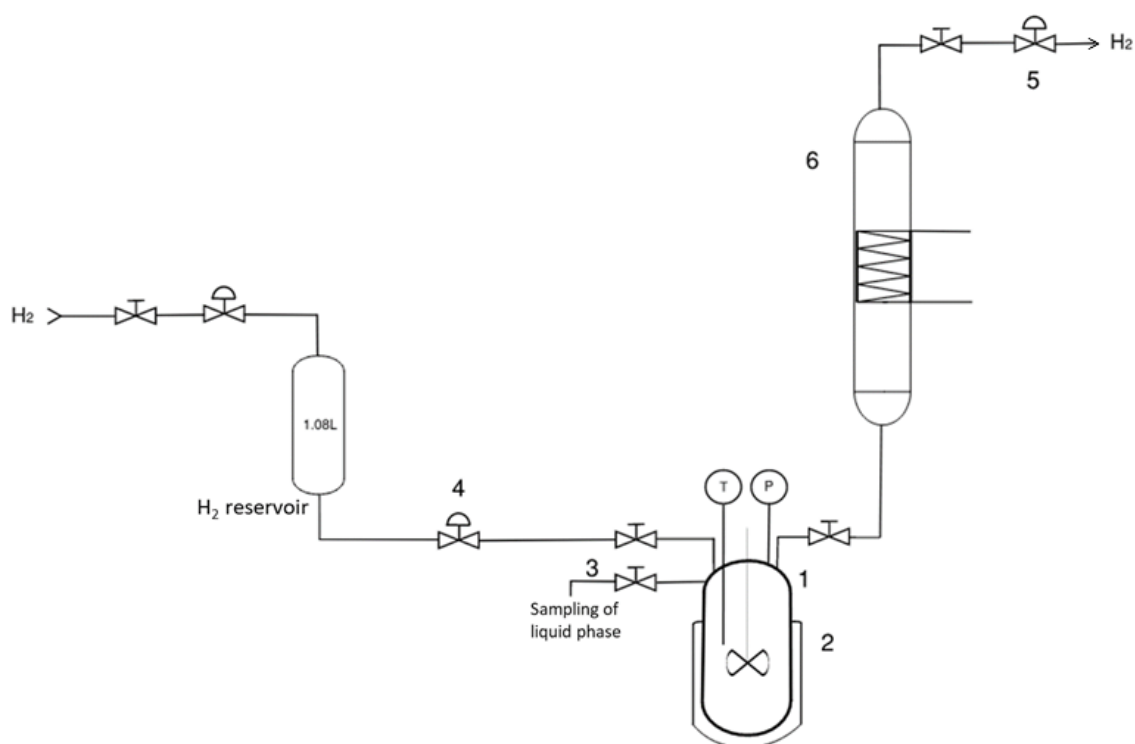 H₂
5
6
H₂
1.08L
H₂ reservoir
4
T
P
3
Sampling of
liquid phase
1
2